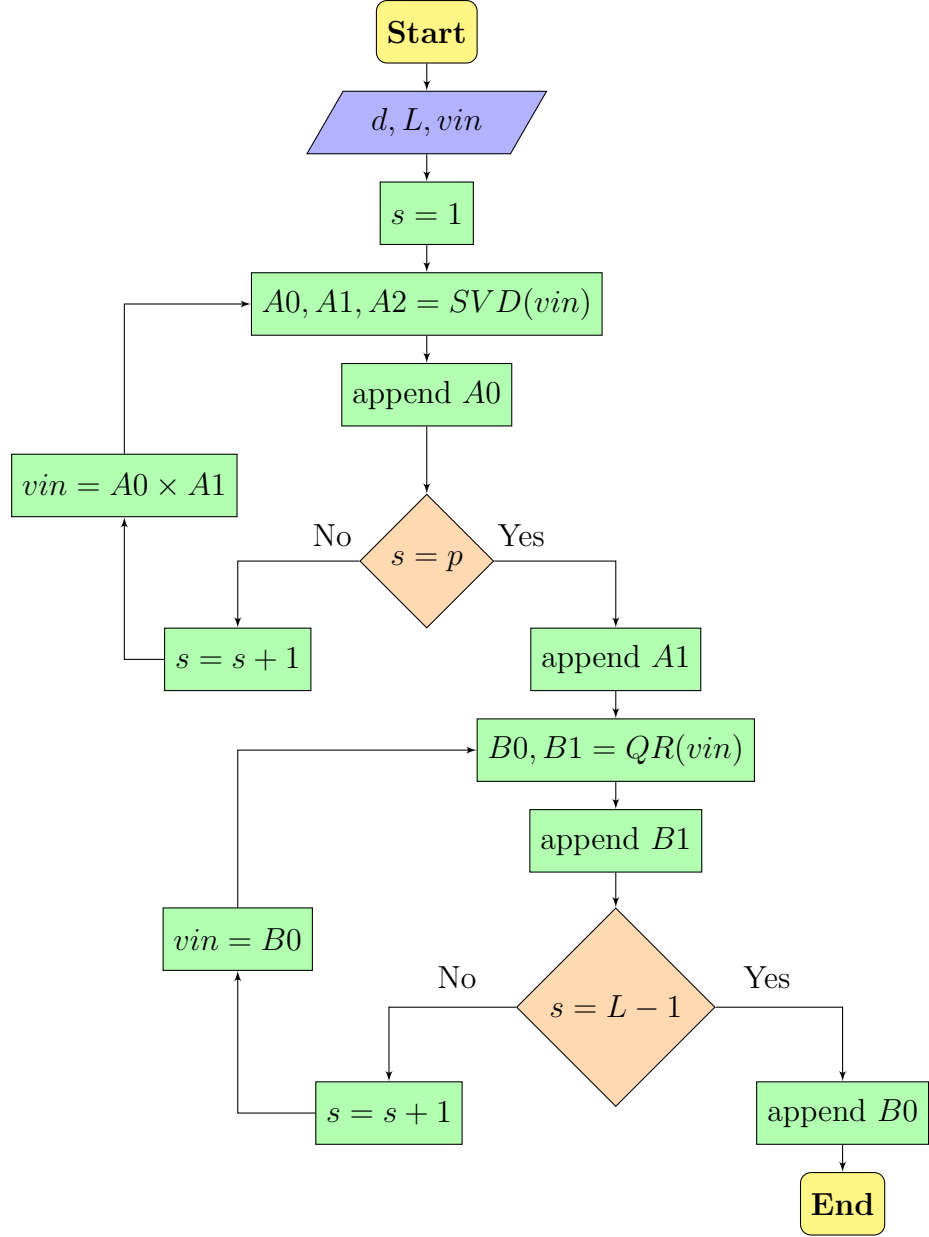 Start
d, L, vin
s = 1
A0, A1, A2 = SVD(vin)
append A0
vin = A0 × A1
No
Yes
s = p
s = s + 1
append A1
B0, B1 = QR(vin)
append B1
vin = B0
No
Yes
s = L − 1
s = s + 1
append B0
End